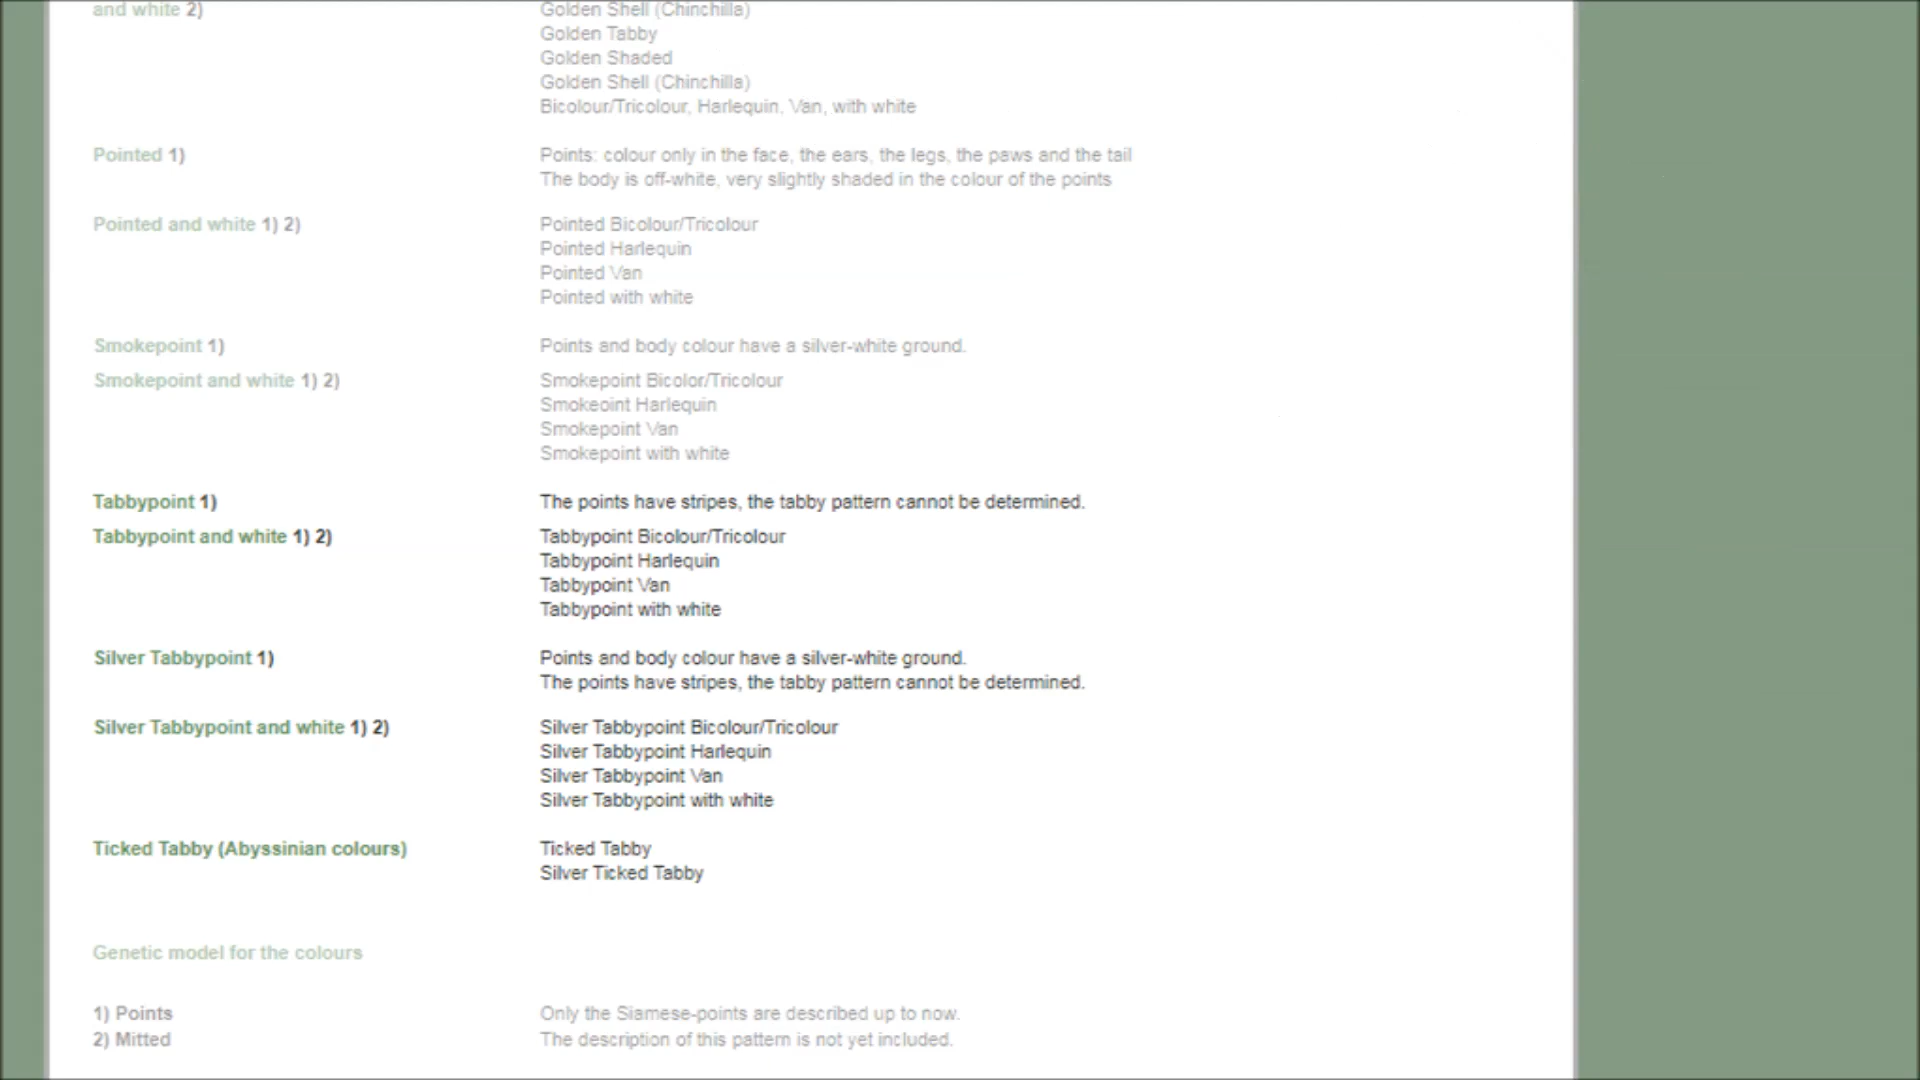 and white 2) Golden Shell (Chinchilla)
Golden Tabby
Golden Shaded
Golden Shell (Chinchilla)
Bicolour/Tricolour, Harlequin, Van, with white
Pointed 1) Points: colour only in the face, the ears, the legs, the paws and the tail
The body is off-white, very slightly shaded in the colour of the points
Pointed and white 1) 2) Pointed Bicolour/Tricolour
Pointed Harlequin
Pointed Van
Pointed with white
Smokepoint 1) Points and body colour have a silver-white ground.
Smokepoint and white 1) 2) Smokepoint Bicolor/Tricolour
Smokeoint Harlequin
Smokepoint Van
Smokepoint with white
Tabbypoint 1) The points have stripes, the tabby pattern cannot be determined.
Tabbypoint and white 1) 2) Tabbypoint Bicolour/Tricolour
Tabbypoint Harlequin
Tabbypoint Van
Tabbypoint with white
Silver Tabbypoint 1) Points and body colour have a silver-white ground.
The points have stripes, the tabby pattern cannot be determined.
Silver Tabbypoint and white 1) 2) Silver Tabbypoint Bicolour/Tricolour
Silver Tabbypoint Harlequin
Silver Tabbypoint Van
Silver Tabbypoint with white
Ticked Tabby (Abyssinian colours) Ticked Tabby
Silver Ticked Tabby
Genetic model for the colours
1) Points Only the Siamese-points are described up to now.
2) Mitted The description of this pattern is not yet included.